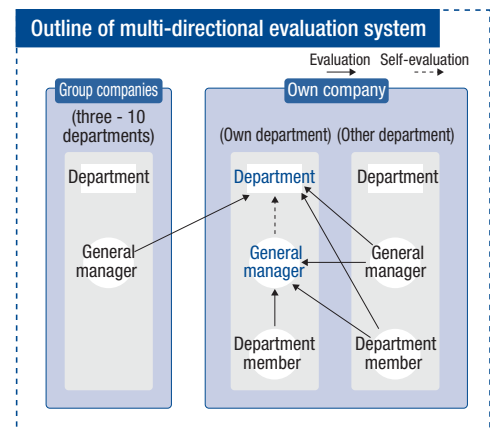 Outline of multi-directional evaluation system
Evaluation Self-evaluation
Group companies
(three - 10
departments)
Department
General
manager
Own company
(Own department) (Other department)
Department Department
General General
manager manager
Department Department
member member